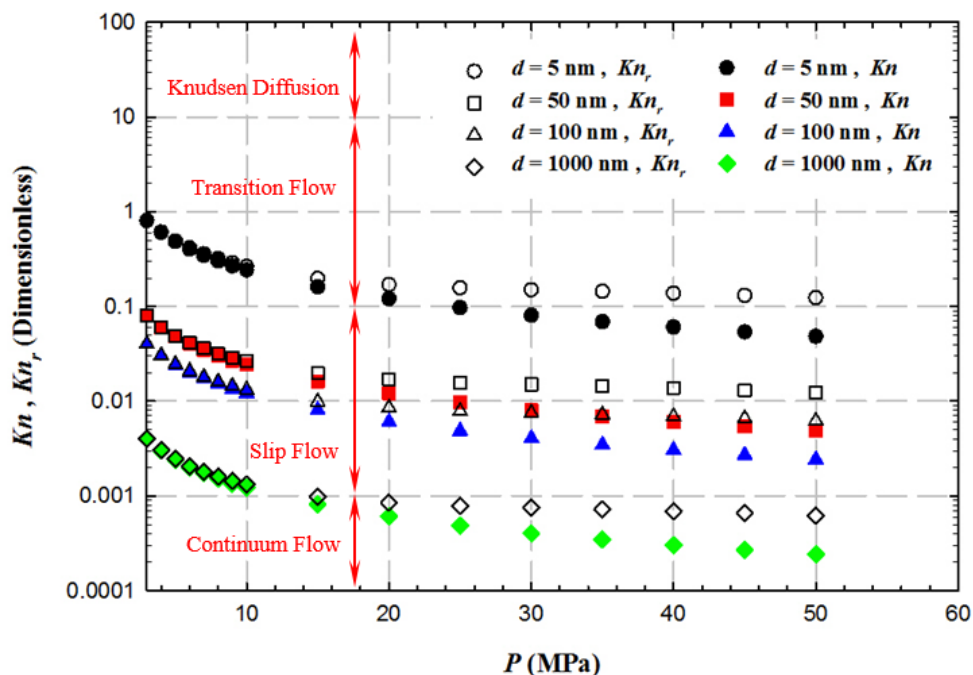 100
10
1
0.1
0.01
0.001
0.0001
Kn , Knr (Dimensionless)
Knudsen Diffusion
Transition Flow
Slip Flow
Continuum Flow
d = 5 nm , Knr
d = 50 nm , Knr
d = 100 nm , Knr
d = 1000 nm , Knr
d = 5 nm , Kn
d = 50 nm , Kn
d = 100 nm , Kn
d = 1000 nm , Kn
10 20 30 40 50 60
P (MPa)